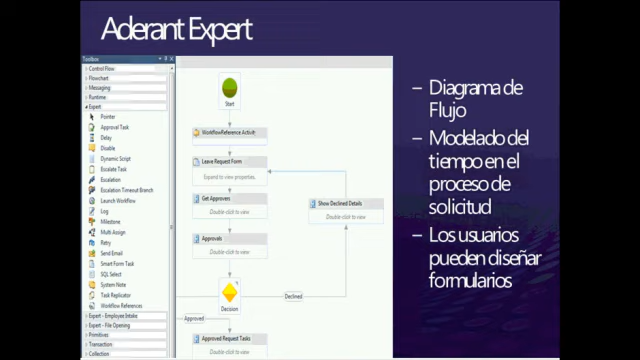 Aderant Expert
Toolbox
Control Flow
Flowchart
Messaging
Runtime
Expert
Pointer
Approval Task
Delay
Disable
Dynamic Script
Escalate Task
Escalation
Escalation Timeout Branch
Launch Workflow
Log
Milestone
Multi Assign
Retry
Send Email
Smart Form Task
SQL Select
System Note
Task Replicator
Workflow References
Expert - Employee Intake
Expert - File Opening
Primitives
Transaction
Collection
Start
WorkflowReference Activity
Leave Request Form
Expand to view properties.
Get Approvers
Double-click to view
Show Declined Details
Double-click to view
Approvals
Double-click to view
Decision
Declined
Approved
Approved Request Tasks
Double-click to view
– Diagrama de
Flujo
– Modelado del
tiempo en el
proceso de
solicitud
– Los usuarios
pueden diseñar
formularios